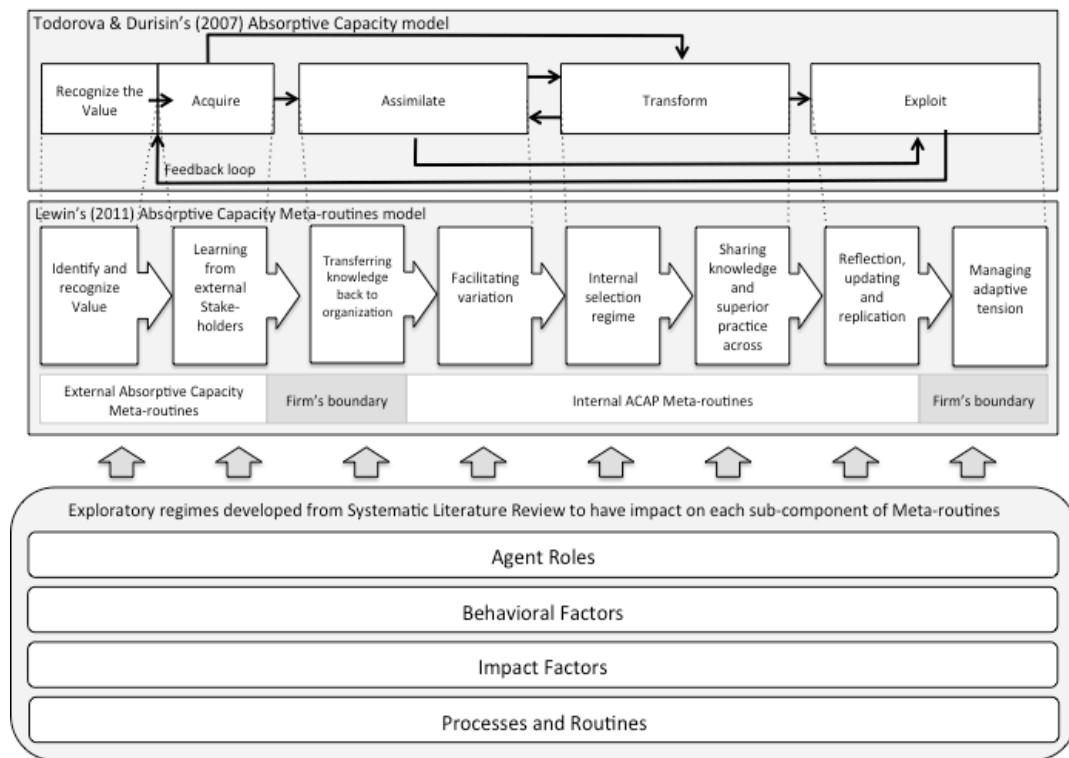 Todorova & Durisin's (2007) Absorptive Capacity model
Recognize the
Value
Acquire
Assimilate
Transform
Exploit
Feedback loop
Lewin's (2011) Absorptive Capacity Meta-routines model
Identify and
recognize
Value
Learning
from
external
Stake-
holders
Transferring
knowledge
back to
organization
Facilitating
variation
Internal
selection
regime
Sharing
knowledge
and
superior
practice
across
Reflection,
updating
and
replication
Managing
adaptive
tension
External Absorptive Capacity
Meta-routines
Firm's boundary
Internal ACAP Meta-routines
Firm's boundary
Exploratory regimes developed from Systematic Literature Review to have impact on each sub-component of Meta-routines
Agent Roles
Behavioral Factors
Impact Factors
Processes and Routines